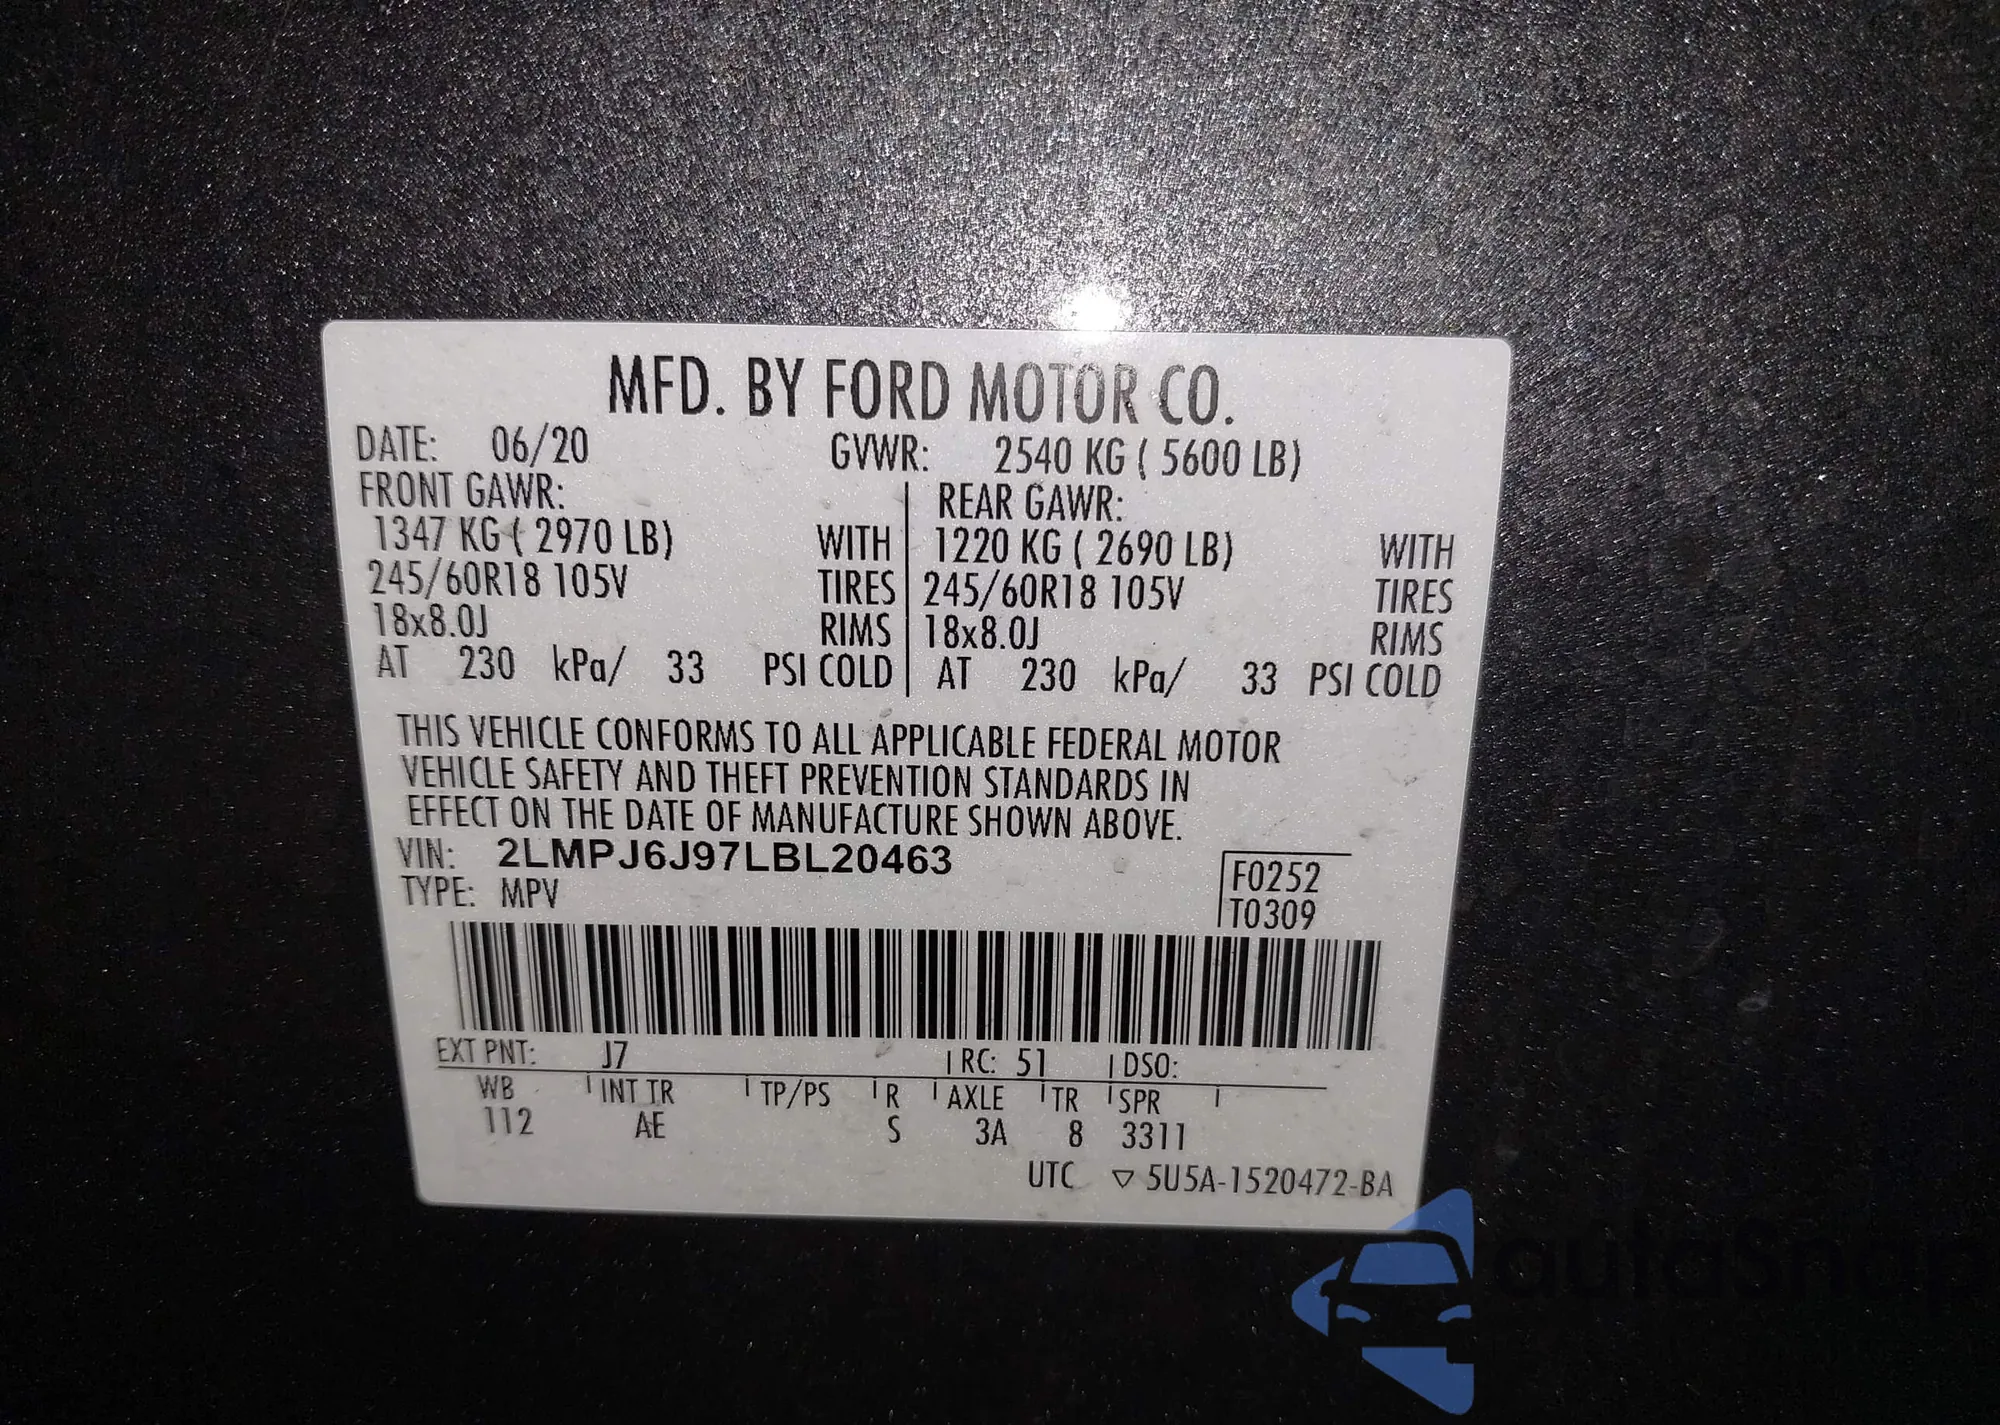 MFD. BY FORD MOTOR CO.
DATE: 06/20 GVWR: 2540 KG ( 5600 LB)
FRONT GAWR: REAR GAWR:
1347 KG ( 2970 LB) WITH 1220 KG ( 2690 LB) WITH
245/60R18 105V TIRES 245/60R18 105V TIRES
18x8.0J RIMS 18x8.0J RIMS
AT 230 kPa/ 33 PSI COLD AT 230 kPa/ 33 PSI COLD
THIS VEHICLE CONFORMS TO ALL APPLICABLE FEDERAL MOTOR
VEHICLE SAFETY AND THEFT PREVENTION STANDARDS IN
EFFECT ON THE DATE OF MANUFACTURE SHOWN ABOVE.
VIN: 2LMPJ6J97LBL20463
F0252
TYPE: MPV
T0309
EXT PNT: J7 RC: 51 DSO:
WB INT TR TP/PS R AXLE TR SPR
112 AE S 3A 8 3311
UTC ▽ 5U5A-1520472-BA
autosnap